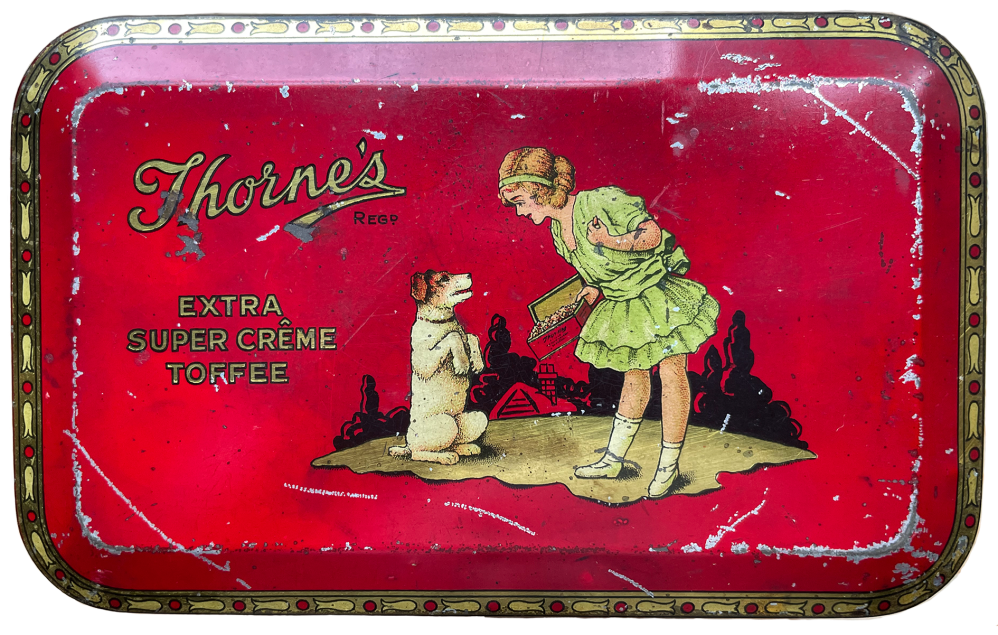 Thorne's
REGD
EXTRA
SUPER CRÊME
TOFFEE